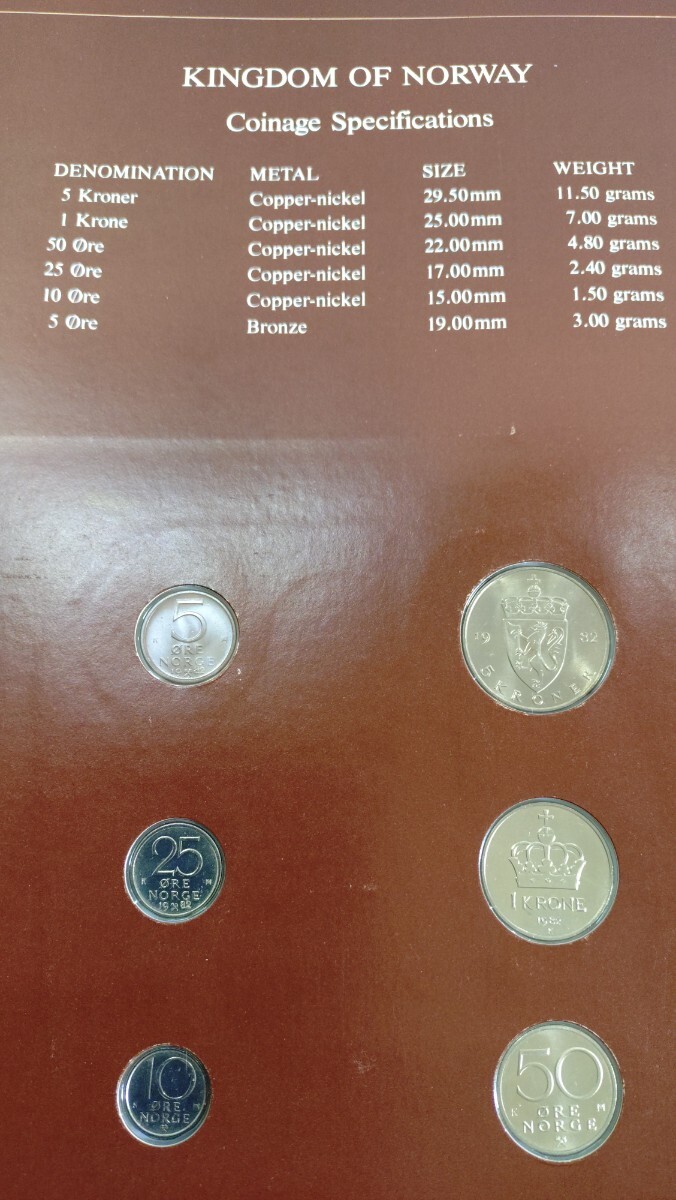 KINGDOM OF NORWAY
Coinage Specifications
DENOMINATION METAL SIZE WEIGHT
5 Kroner Copper-nickel 29.50mm 11.50 grams
1 Krone Copper-nickel 25.00mm 7.00 grams
50 Øre Copper-nickel 22.00mm 4.80 grams
25 Øre Copper-nickel 17.00mm 2.40 grams
10 Øre Copper-nickel 15.00mm 1.50 grams
5 Øre Bronze 19.00mm 3.00 grams
5
ØRE
NORGE
19 82
5 KRONER
25
K ØRE M
NORGE
19 82
1 KRONE
1982
K
10
K ØRE M
NORGE
50
K ØRE M
NORGE